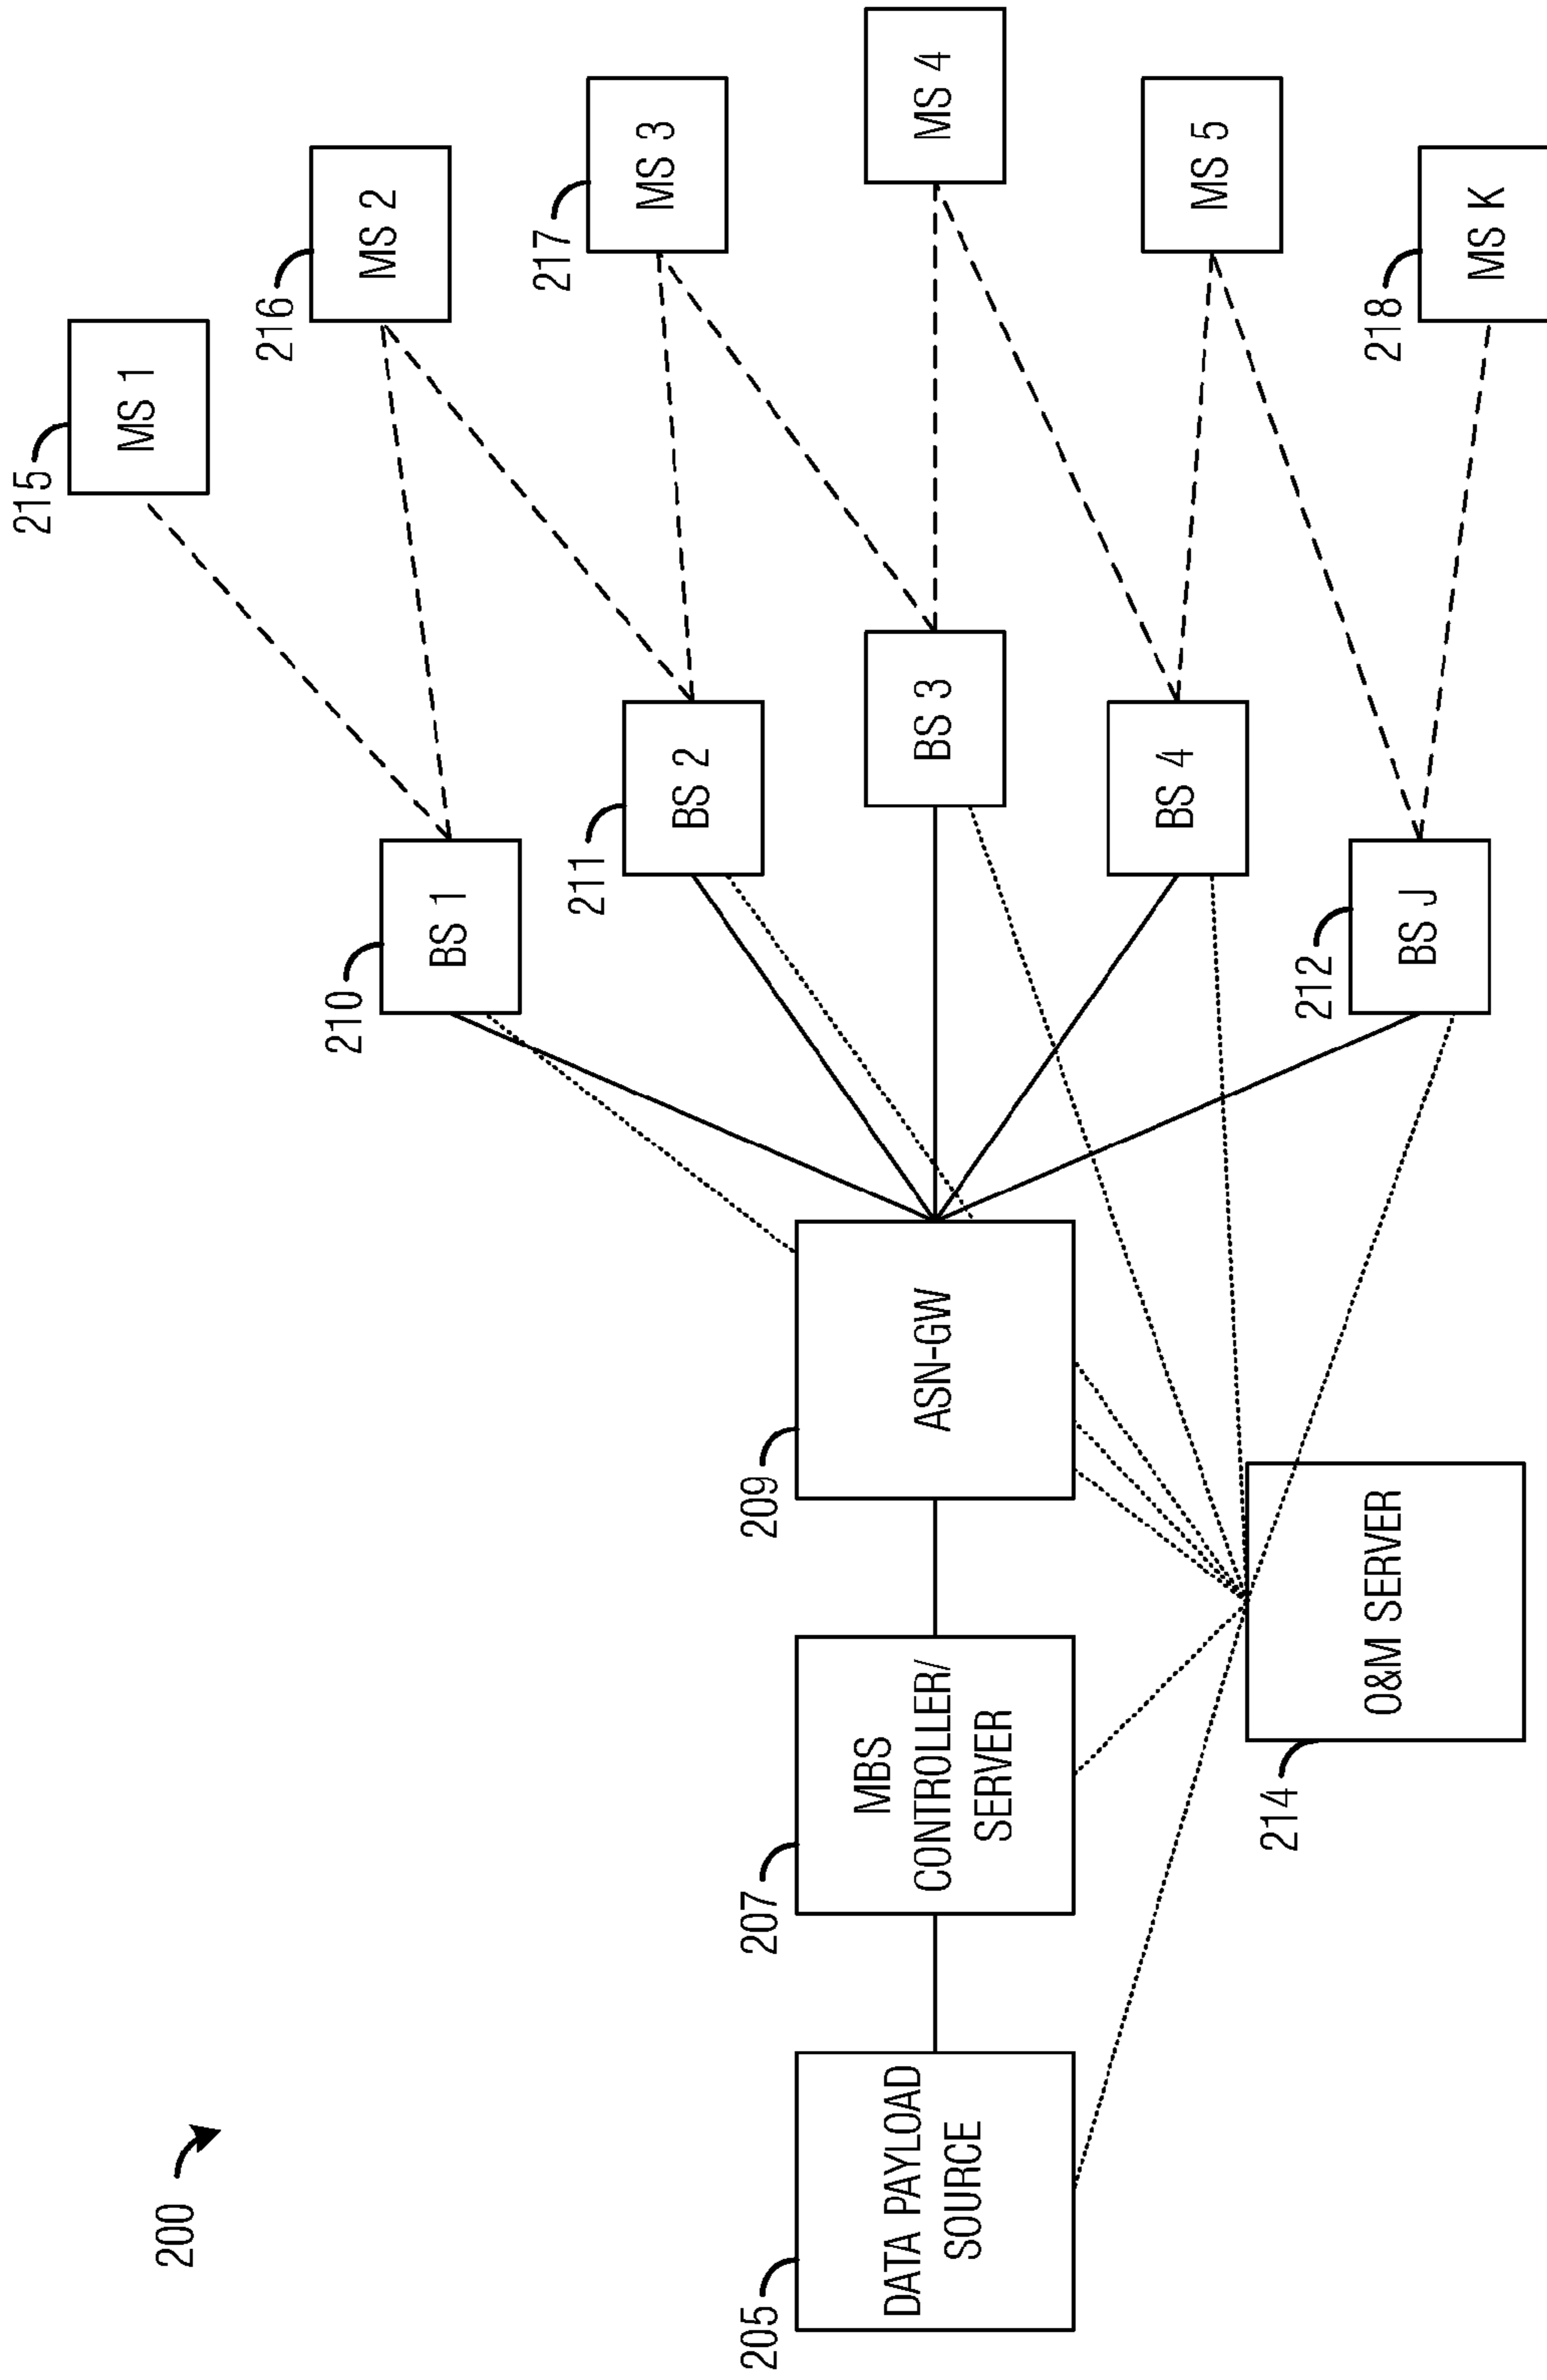 200
205
DATA PAYLOAD
SOURCE
207
MBS
CONTROLLER/
SERVER
209
ASN-GW
214
O&M SERVER
210
BS 1
211
BS 2
BS 3
BS 4
212
BS J
215
MS 1
216
MS 2
217
MS 3
MS 4
MS 5
218
MS K